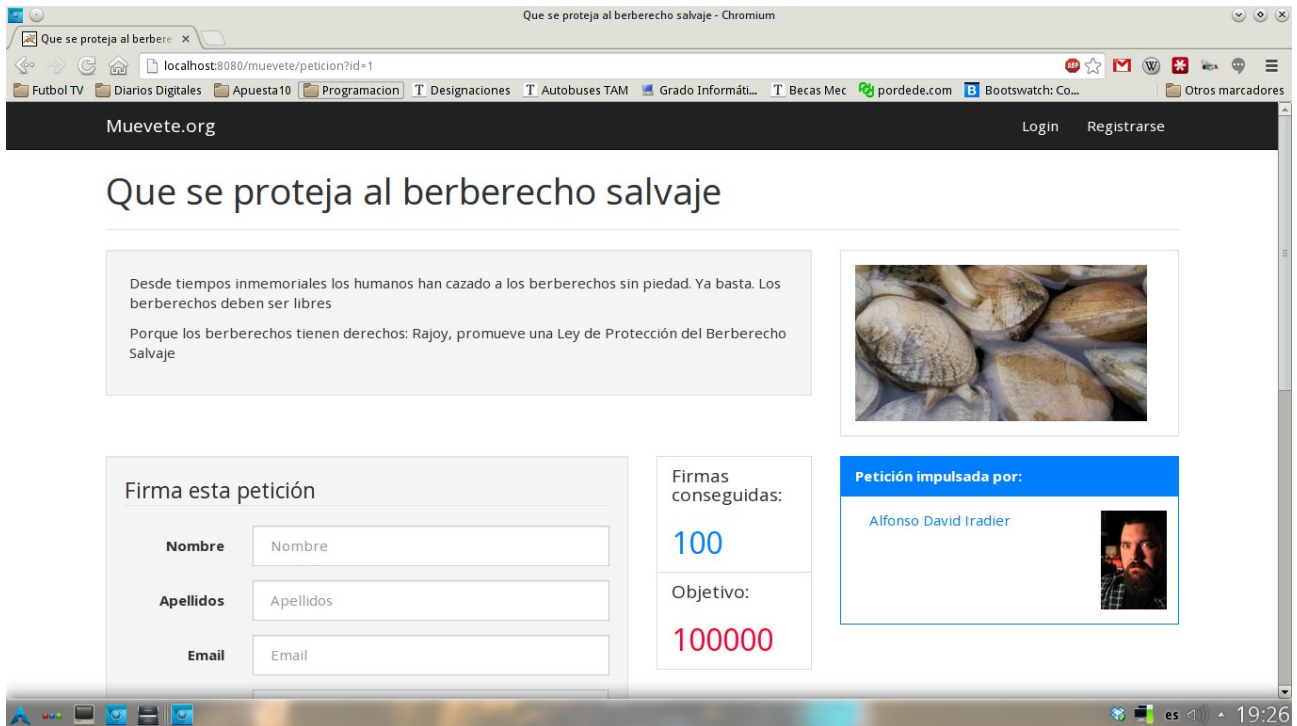 Que se proteja al berberecho salvaje - Chromium
Que se proteja al berbere
localhost:8080/muevete/peticion?id=1
ABP
Futbol TV Diarios Digitales Apuesta10 Programacion T Designaciones T Autobuses TAM Grado Informáti... T Becas Mec pordede.com B Bootswatch: Co... Otros marcadores
Muevete.org Login Registrarse
Que se proteja al berberecho salvaje
Desde tiempos inmemoriales los humanos han cazado a los berberechos sin piedad. Ya basta. Los
berberechos deben ser libres
Porque los berberechos tienen derechos: Rajoy, promueve una Ley de Protección del Berberecho
Salvaje
Firma esta petición
Nombre Nombre
Apellidos Apellidos
Email Email
Firmas
conseguidas:
100
Objetivo:
100000
Petición impulsada por:
Alfonso David Iradier
es 19:26